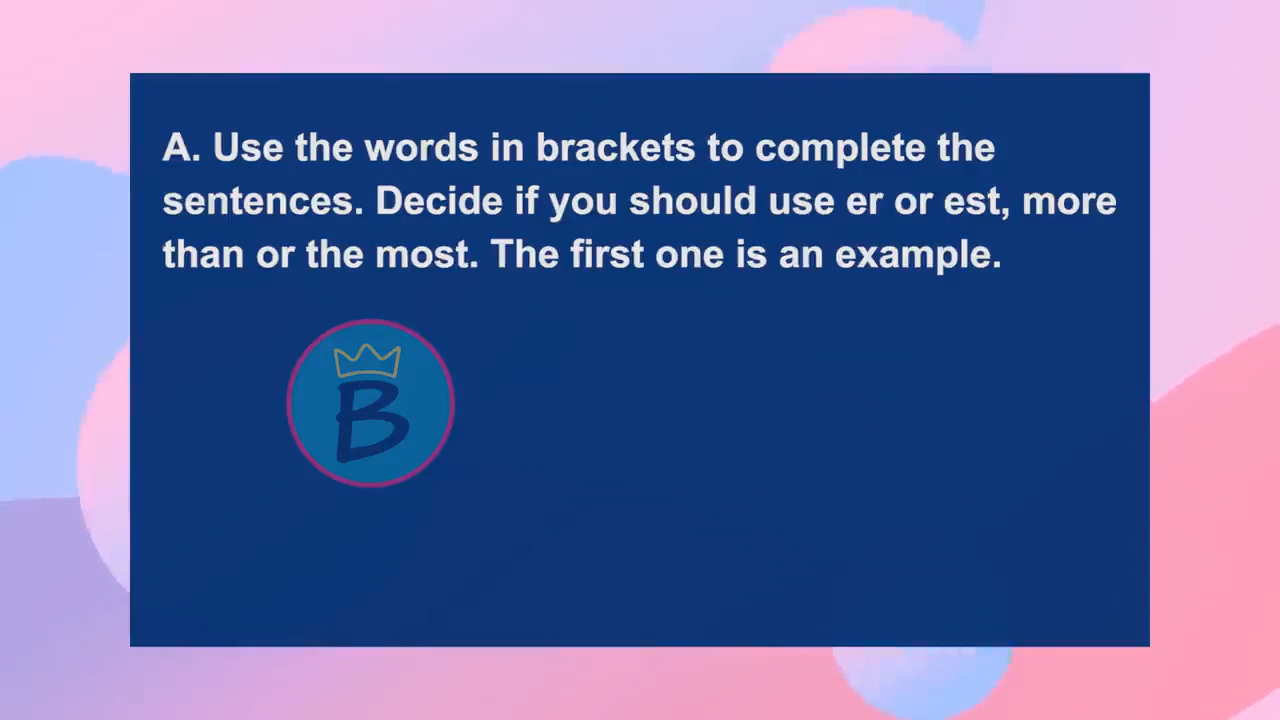 A. Use the words in brackets to complete the
sentences. Decide if you should use er or est, more
than or the most. The first one is an example.
B